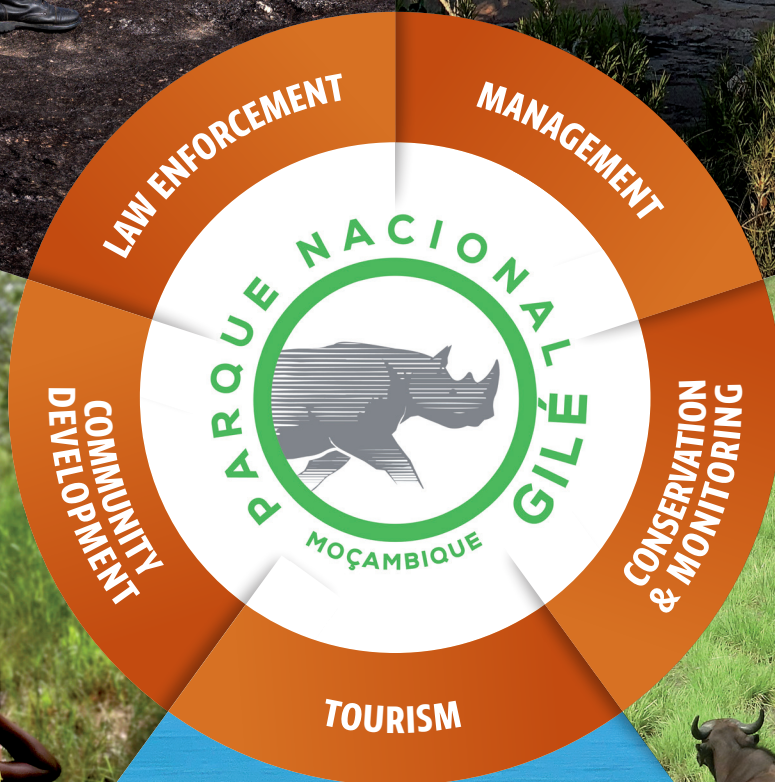 LAW ENFORCEMENT
MANAGEMENT
PARQUE NACIONAL GILÉ
MOÇAMBIQUE
COMMUNITY
DEVELOPMENT
CONSERVATION
& MONITORING
TOURISM